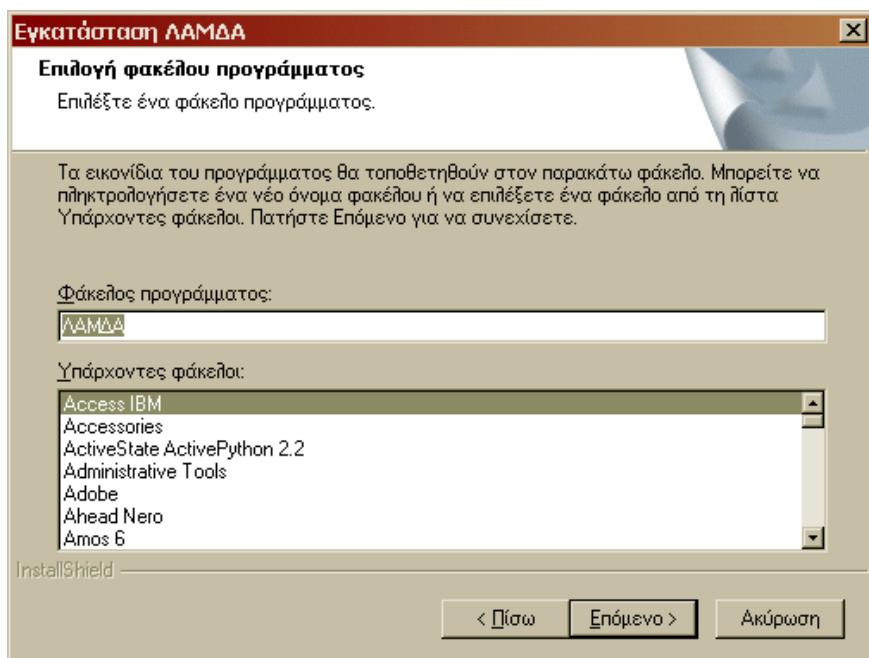 Εγκατάσταση ΛΑΜΔΑ
Επιλογή φακέλου προγράμματος
Επιλέξτε ένα φάκελο προγράμματος.
Τα εικονίδια του προγράμματος θα τοποθετηθούν στον παρακάτω φάκελο. Μπορείτε να
πληκτρολογήσετε ένα νέο όνομα φακέλου ή να επιλέξετε ένα φάκελο από τη λίστα
Υπάρχοντες φάκελοι. Πατήστε Επόμενο για να συνεχίσετε.
Φάκελος προγράμματος:
ΛΑΜΔΑ
Υπάρχοντες φάκελοι:
Access IBM
Accessories
ActiveState ActivePython 2.2
Administrative Tools
Adobe
Ahead Nero
Amos 6
InstallShield
< Πίσω Επόμενο > Ακύρωση